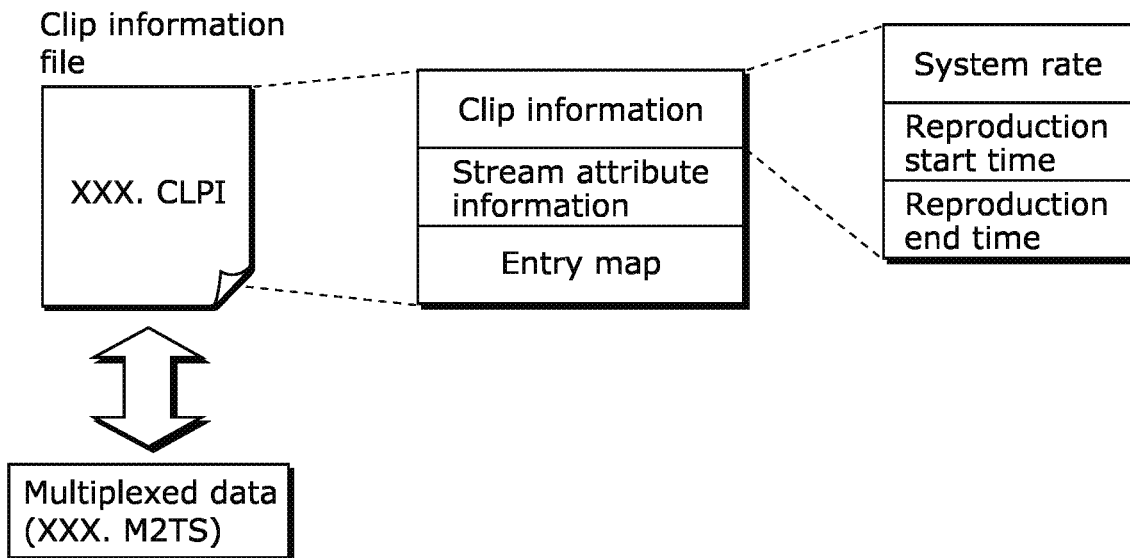 Clip information
file
XXX. CLPI
Multiplexed data
(XXX. M2TS)
Clip information
Stream attribute
information
Entry map
System rate
Reproduction
start time
Reproduction
end time